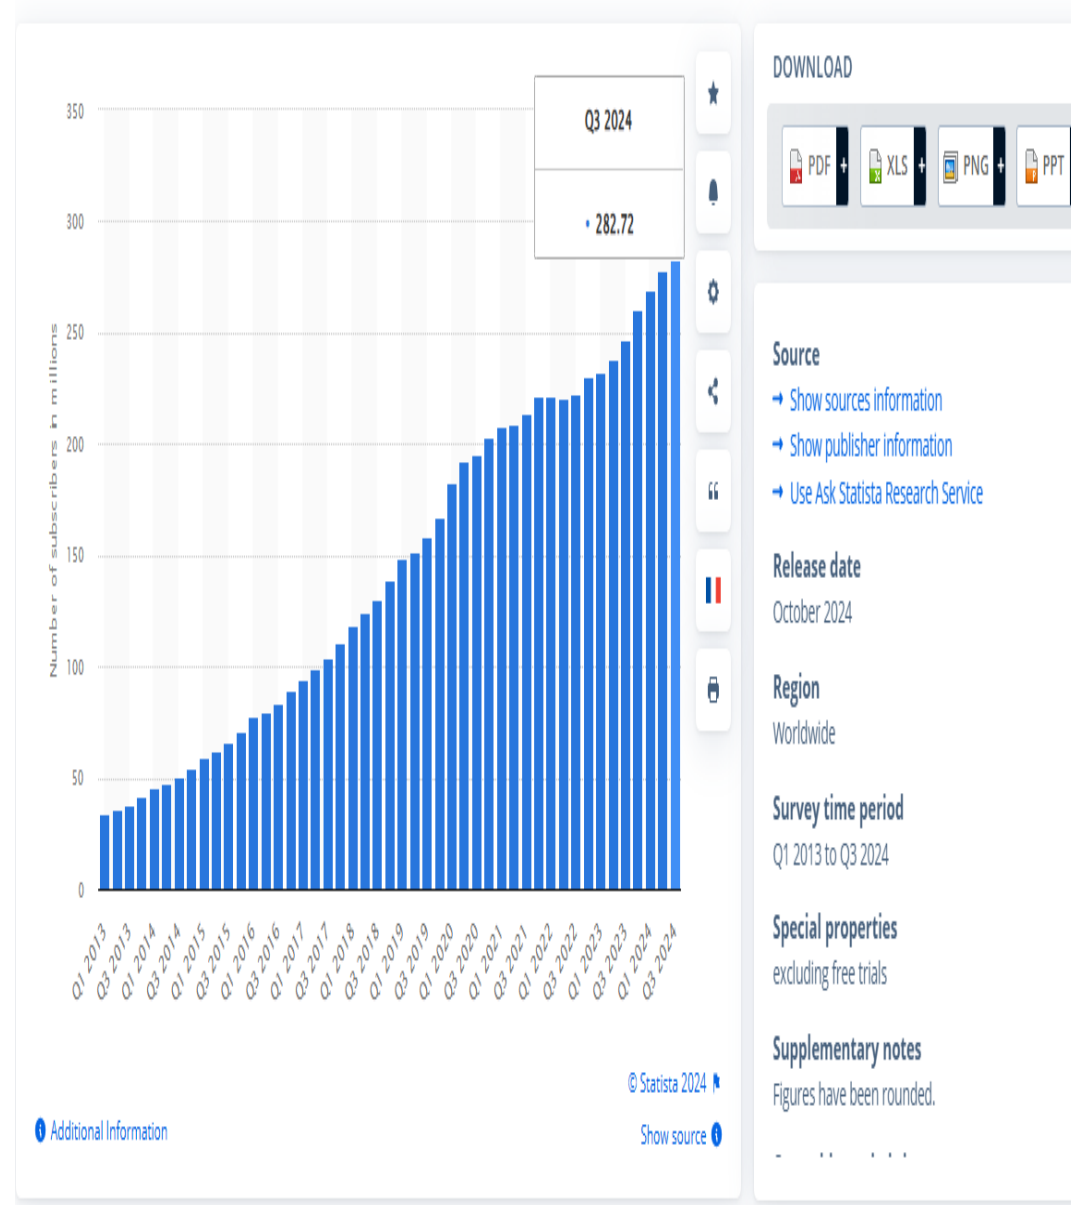 350
300
250
200
150
100
50
0
Number of subscribers in millions
Q3 2024
282.72
Q1 2013
Q3 2013
Q1 2014
Q3 2014
Q1 2015
Q3 2015
Q1 2016
Q3 2016
Q1 2017
Q3 2017
Q1 2018
Q3 2018
Q1 2019
Q3 2019
Q1 2020
Q3 2020
Q1 2021
Q3 2021
Q1 2022
Q3 2022
Q1 2023
Q3 2023
Q1 2024
Q3 2024
© Statista 2024
Additional Information
Show source
DOWNLOAD
PDF + XLS + PNG + PPT
Source
→ Show sources information
→ Show publisher information
→ Use Ask Statista Research Service
Release date
October 2024
Region
Worldwide
Survey time period
Q1 2013 to Q3 2024
Special properties
excluding free trials
Supplementary notes
Figures have been rounded.